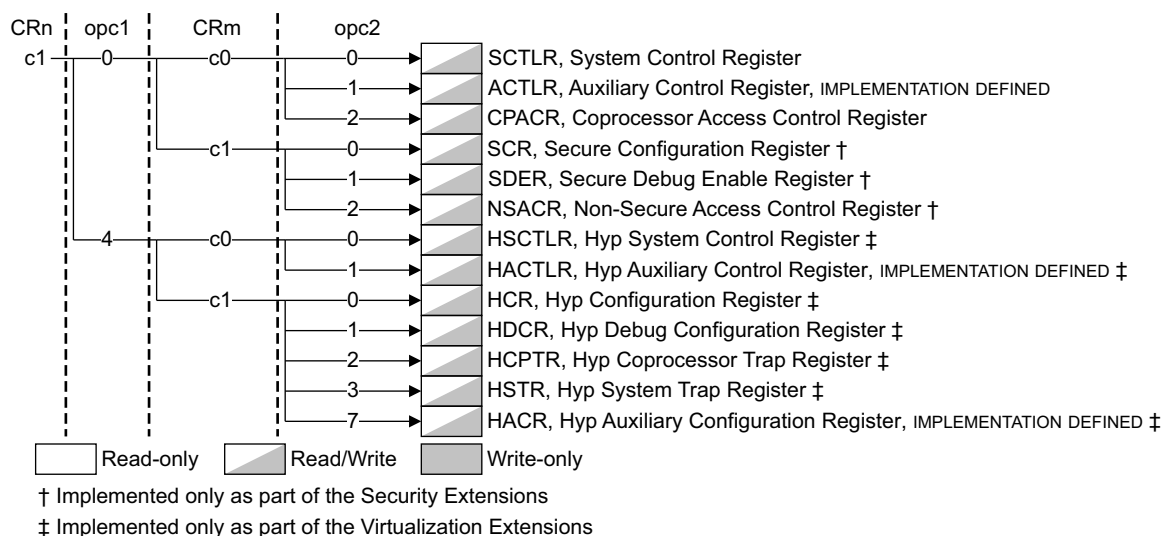 CRn opc1 CRm opc2
c1 0 c0 0 SCTLR, System Control Register
1 ACTLR, Auxiliary Control Register, IMPLEMENTATION DEFINED
2 CPACR, Coprocessor Access Control Register
c1 0 SCR, Secure Configuration Register †
1 SDER, Secure Debug Enable Register †
2 NSACR, Non-Secure Access Control Register †
4 c0 0 HSCTLR, Hyp System Control Register ‡
1 HACTLR, Hyp Auxiliary Control Register, IMPLEMENTATION DEFINED ‡
c1 0 HCR, Hyp Configuration Register ‡
1 HDCR, Hyp Debug Configuration Register ‡
2 HCPTR, Hyp Coprocessor Trap Register ‡
3 HSTR, Hyp System Trap Register ‡
7 HACR, Hyp Auxiliary Configuration Register, IMPLEMENTATION DEFINED ‡
Read-only Read/Write Write-only
† Implemented only as part of the Security Extensions
‡ Implemented only as part of the Virtualization Extensions